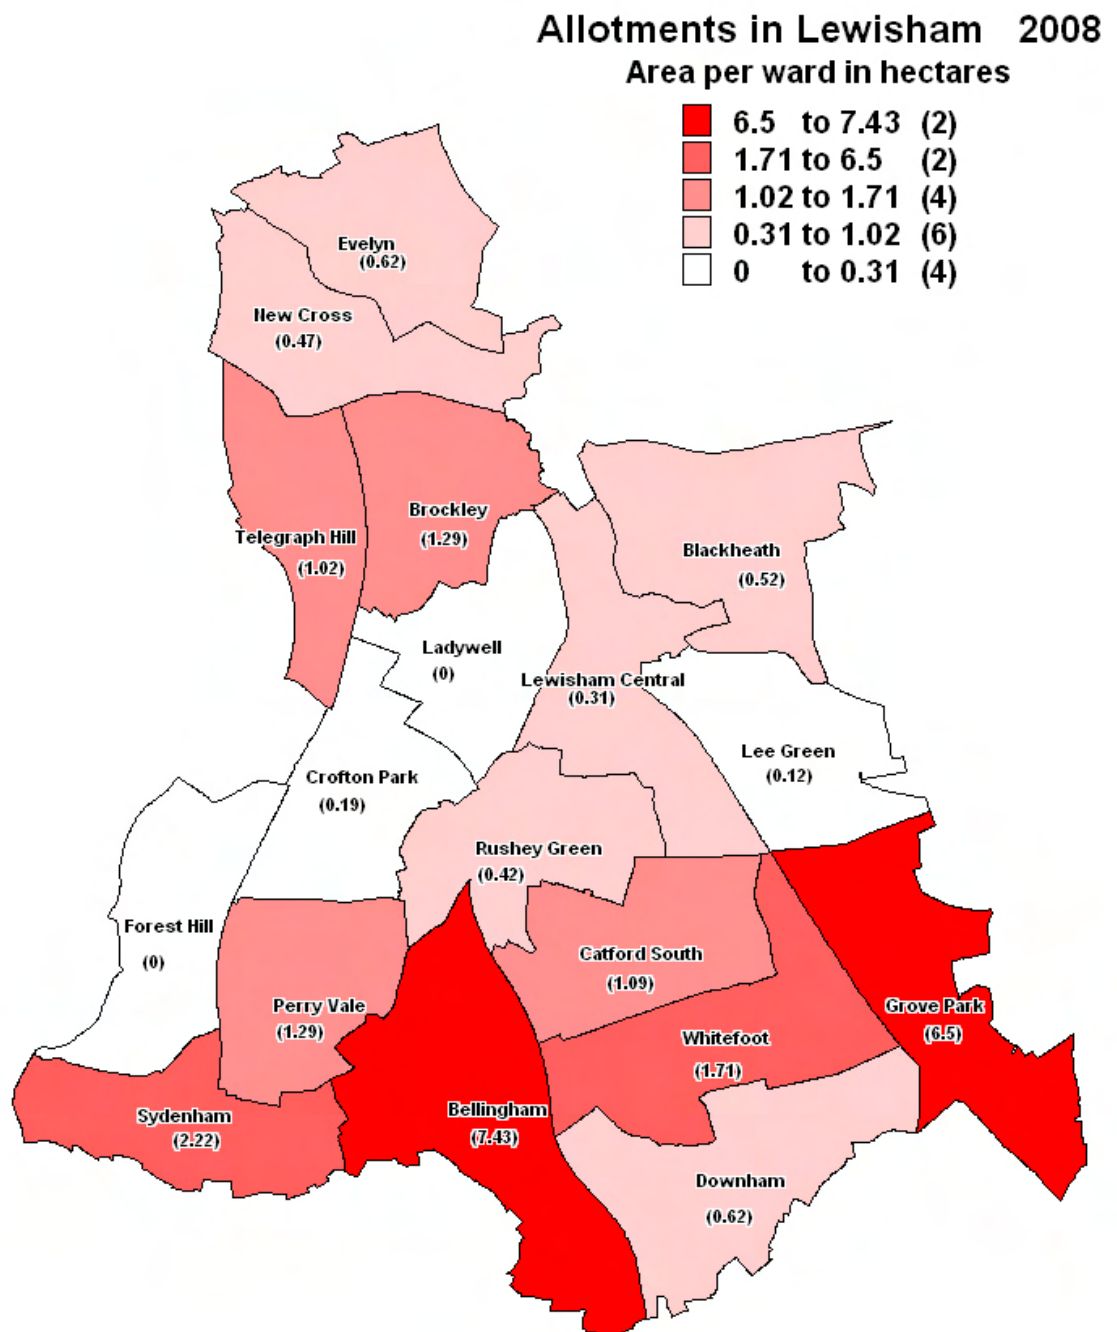 Allotments in Lewisham 2008
Area per ward in hectares
6.5 to 7.43 (2)
1.71 to 6.5 (2)
1.02 to 1.71 (4)
0.31 to 1.02 (6)
0 to 0.31 (4)
Evelyn
(0.62)
New Cross
(0.47)
Brockley
(1.29)
Telegraph Hill
(1.02)
Blackheath
(0.52)
Ladywell
(0)
Lewisham Central
(0.31)
Lee Green
(0.12)
Crofton Park
(0.19)
Rushey Green
(0.42)
Forest Hill
(0)
Catford South
(1.09)
Perry Vale
(1.29)
Grove Park
(6.5)
Whitefoot
(1.71)
Sydenham
(2.22)
Bellingham
(7.43)
Downham
(0.62)